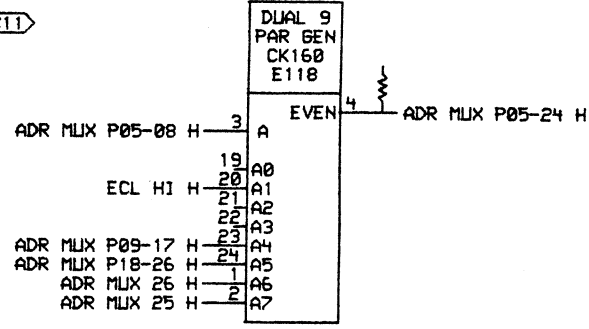 E11
DUAL 9
PAR GEN
CK160
E118
EVEN 4 ADR MUX P05-24 H
ADR MUX P05-08 H 3 A
19 A0
ECL HI H 20 A1
21 A2
22 A3
ADR MUX P09-17 H 23 A4
ADR MUX P18-26 H 24 A5
ADR MUX 26 H 1 A6
ADR MUX 25 H 2 A7